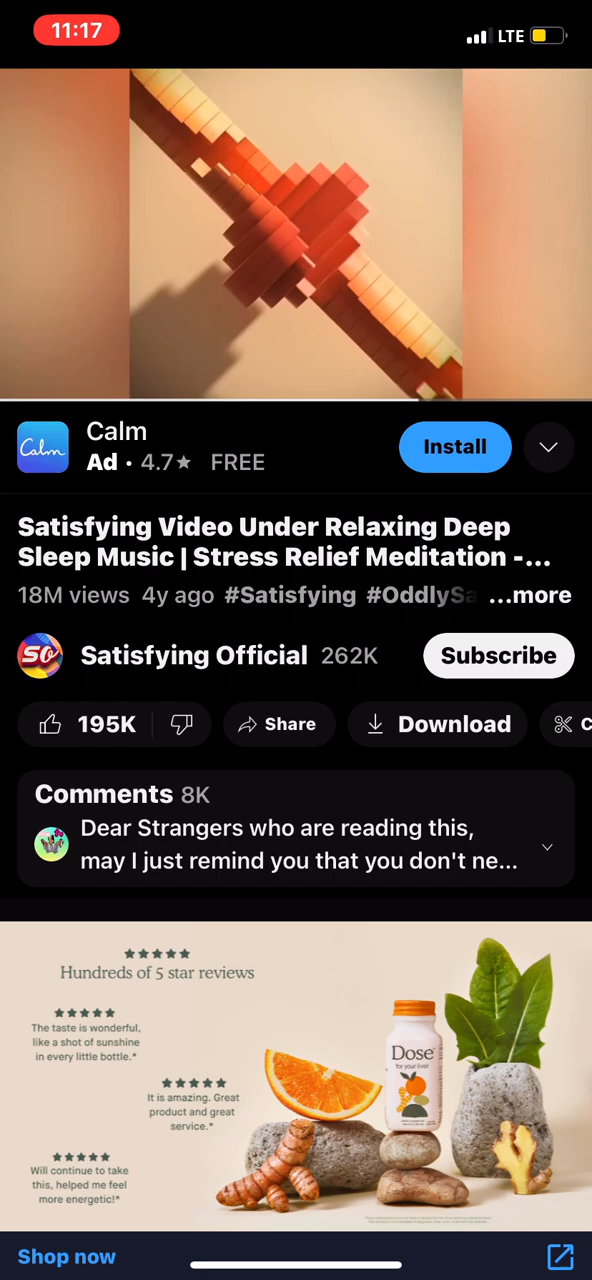 11:17
LTE
Calm
Calm
Ad • 4.7★ FREE
Install
Satisfying Video Under Relaxing Deep
Sleep Music | Stress Relief Meditation -...
18M views 4y ago #Satisfying #OddlySa ...more
SO
Satisfying Official 262K
Subscribe
195K
Share
Download
C
Comments 8K
Dear Strangers who are reading this,
may I just remind you that you don't ne...
★★★★★
Hundreds of 5 star reviews
★★★★★
The taste is wonderful,
like a shot of sunshine
in every little bottle.*
★★★★★
It is amazing. Great
product and great
service.*
★★★★★
Will continue to take
this, helped me feel
more energetic!*
Dose
for your liver
Shop now